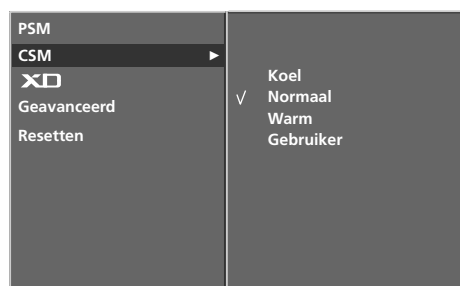 PSM
CSM
XD
Geavanceerd
Resetten
Koel
√ Normaal
Warm
Gebruiker